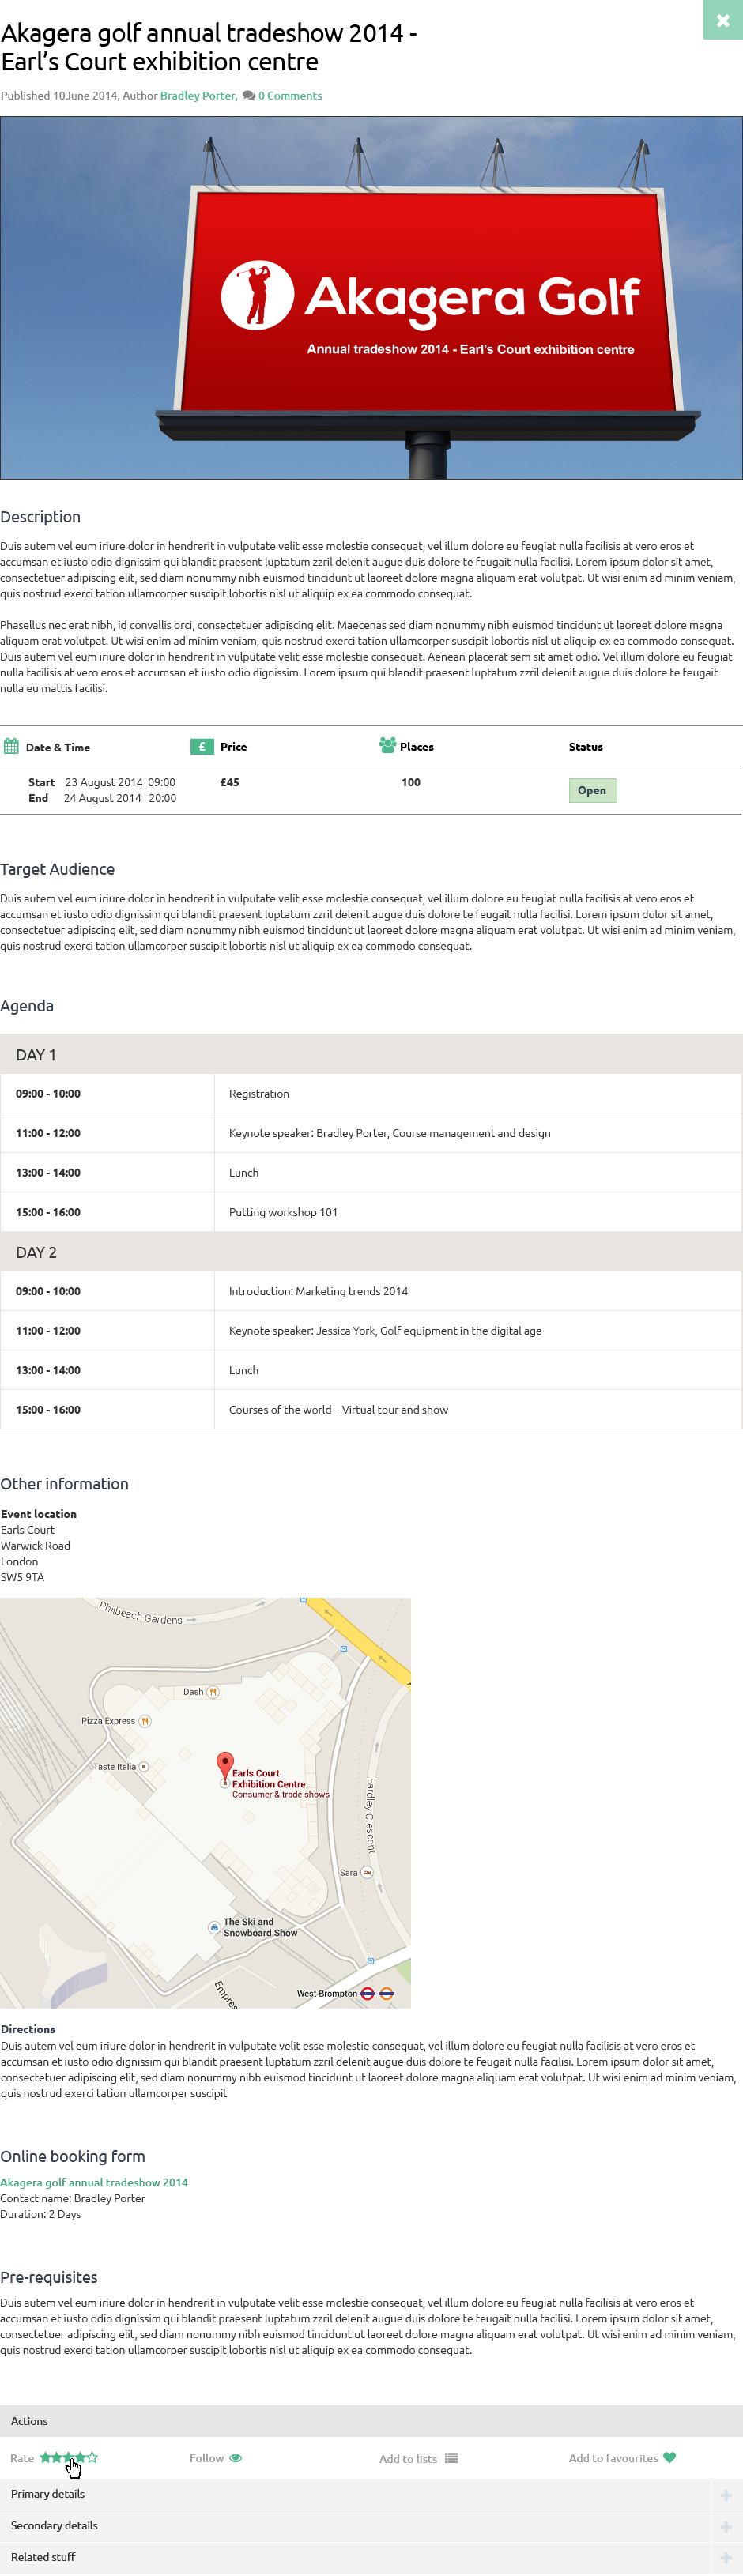 Akagera golf annual tradeshow 2014 -
Earl’s Court exhibition centre
Published 10June 2014, Author Bradley Porter, 0 Comments
Akagera Golf
Annual tradeshow 2014 - Earl’s Court exhibition centre
Description
Duis autem vel eum iriure dolor in hendrerit in vulputate velit esse molestie consequat, vel illum dolore eu feugiat nulla facilisis at vero eros et
accumsan et iusto odio dignissim qui blandit praesent luptatum zzril delenit augue duis dolore te feugait nulla facilisi. Lorem ipsum dolor sit amet,
consectetuer adipiscing elit, sed diam nonummy nibh euismod tincidunt ut laoreet dolore magna aliquam erat volutpat. Ut wisi enim ad minim veniam,
quis nostrud exerci tation ullamcorper suscipit lobortis nisl ut aliquip ex ea commodo consequat.
Phasellus nec erat nibh, id convallis orci, consectetuer adipiscing elit. Maecenas sed diam nonummy nibh euismod tincidunt ut laoreet dolore magna
aliquam erat volutpat. Ut wisi enim ad minim veniam, quis nostrud exerci tation ullamcorper suscipit lobortis nisl ut aliquip ex ea commodo consequat.
Duis autem vel eum iriure dolor in hendrerit in vulputate velit esse molestie consequat. Aenean placerat sem sit amet odio. Vel illum dolore eu feugiat
nulla facilisis at vero eros et accumsan et iusto odio dignissim. Lorem ipsum qui blandit praesent luptatum zzril delenit augue duis dolore te feugait
nulla eu mattis facilisi.
Date & Time £ Price Places Status
Start 23 August 2014 09:00 £45 100 Open
End 24 August 2014 20:00
Target Audience
Duis autem vel eum iriure dolor in hendrerit in vulputate velit esse molestie consequat, vel illum dolore eu feugiat nulla facilisis at vero eros et
accumsan et iusto odio dignissim qui blandit praesent luptatum zzril delenit augue duis dolore te feugait nulla facilisi. Lorem ipsum dolor sit amet,
consectetuer adipiscing elit, sed diam nonummy nibh euismod tincidunt ut laoreet dolore magna aliquam erat volutpat. Ut wisi enim ad minim veniam,
quis nostrud exerci tation ullamcorper suscipit lobortis nisl ut aliquip ex ea commodo consequat.
Agenda
DAY 1
09:00 - 10:00 Registration
11:00 - 12:00 Keynote speaker: Bradley Porter, Course management and design
13:00 - 14:00 Lunch
15:00 - 16:00 Putting workshop 101
DAY 2
09:00 - 10:00 Introduction: Marketing trends 2014
11:00 - 12:00 Keynote speaker: Jessica York, Golf equipment in the digital age
13:00 - 14:00 Lunch
15:00 - 16:00 Courses of the world - Virtual tour and show
Other information
Event location
Earls Court
Warwick Road
London
SW5 9TA
Philbeach Gardens
Dash
Pizza Express
Taste Italia
Earls Court
Exhibition Centre
Consumer & trade shows
Eardley Crescent
Sara
The Ski and
Snowboard Show
Empres
West Brompton
Directions
Duis autem vel eum iriure dolor in hendrerit in vulputate velit esse molestie consequat, vel illum dolore eu feugiat nulla facilisis at vero eros et
accumsan et iusto odio dignissim qui blandit praesent luptatum zzril delenit augue duis dolore te feugait nulla facilisi. Lorem ipsum dolor sit amet,
consectetuer adipiscing elit, sed diam nonummy nibh euismod tincidunt ut laoreet dolore magna aliquam erat volutpat. Ut wisi enim ad minim veniam,
quis nostrud exerci tation ullamcorper suscipit
Online booking form
Akagera golf annual tradeshow 2014
Contact name: Bradley Porter
Duration: 2 Days
Pre-requisites
Duis autem vel eum iriure dolor in hendrerit in vulputate velit esse molestie consequat, vel illum dolore eu feugiat nulla facilisis at vero eros et
accumsan et iusto odio dignissim qui blandit praesent luptatum zzril delenit augue duis dolore te feugait nulla facilisi. Lorem ipsum dolor sit amet,
consectetuer adipiscing elit, sed diam nonummy nibh euismod tincidunt ut laoreet dolore magna aliquam erat volutpat. Ut wisi enim ad minim veniam,
quis nostrud exerci tation ullamcorper suscipit lobortis nisl ut aliquip ex ea commodo consequat.
Actions
Rate Follow Add to lists Add to favourites
Primary details
Secondary details
Related stuff